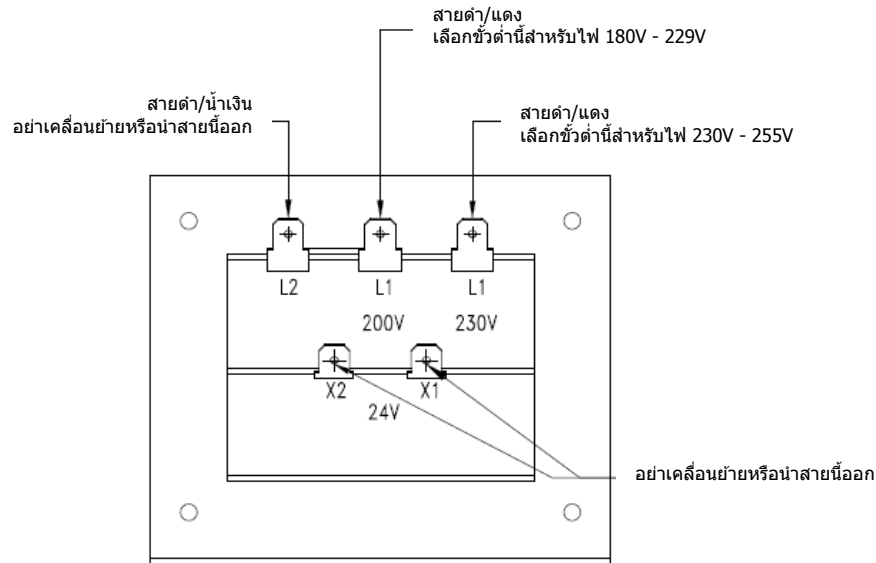 สายดำ/แดง
เลือกขั้วต่ำนี้สำหรับไฟ 180V - 229V
สายดำ/น้ำเงิน
อย่าเคลื่อนย้ายหรือนำสายนี้ออก
สายดำ/แดง
เลือกขั้วต่ำนี้สำหรับไฟ 230V - 255V
L2 L1 L1
200V 230V
X2 X1
24V
อย่าเคลื่อนย้ายหรือนำสายนี้ออก